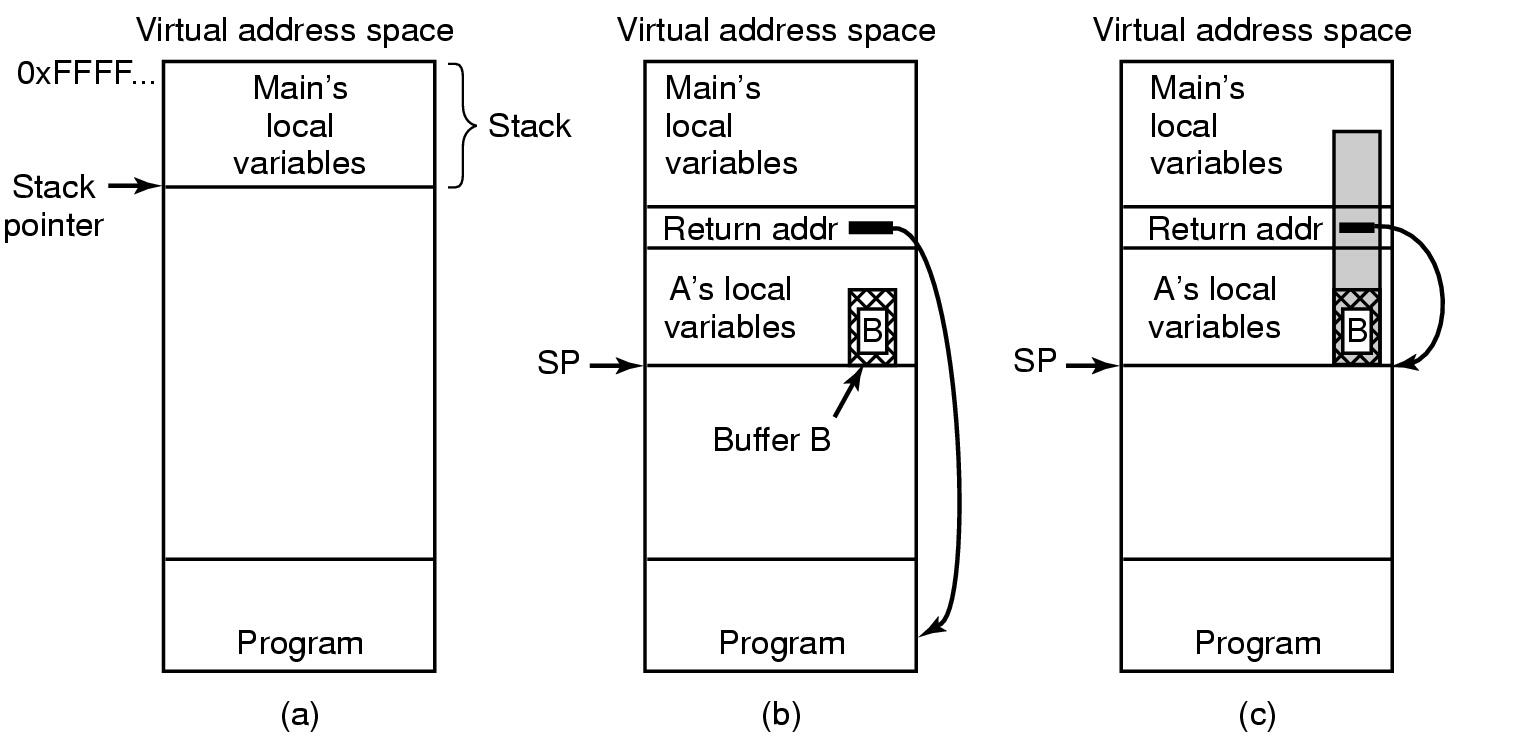 Virtual address space
0xFFFF...
Main's
local
variables
Stack
Stack
pointer
Program
(a)
Virtual address space
Main's
local
variables
Return addr
A's local
variables
B
SP
Buffer B
Program
(b)
Virtual address space
Main's
local
variables
Return addr
A's local
variables
B
SP
Program
(c)